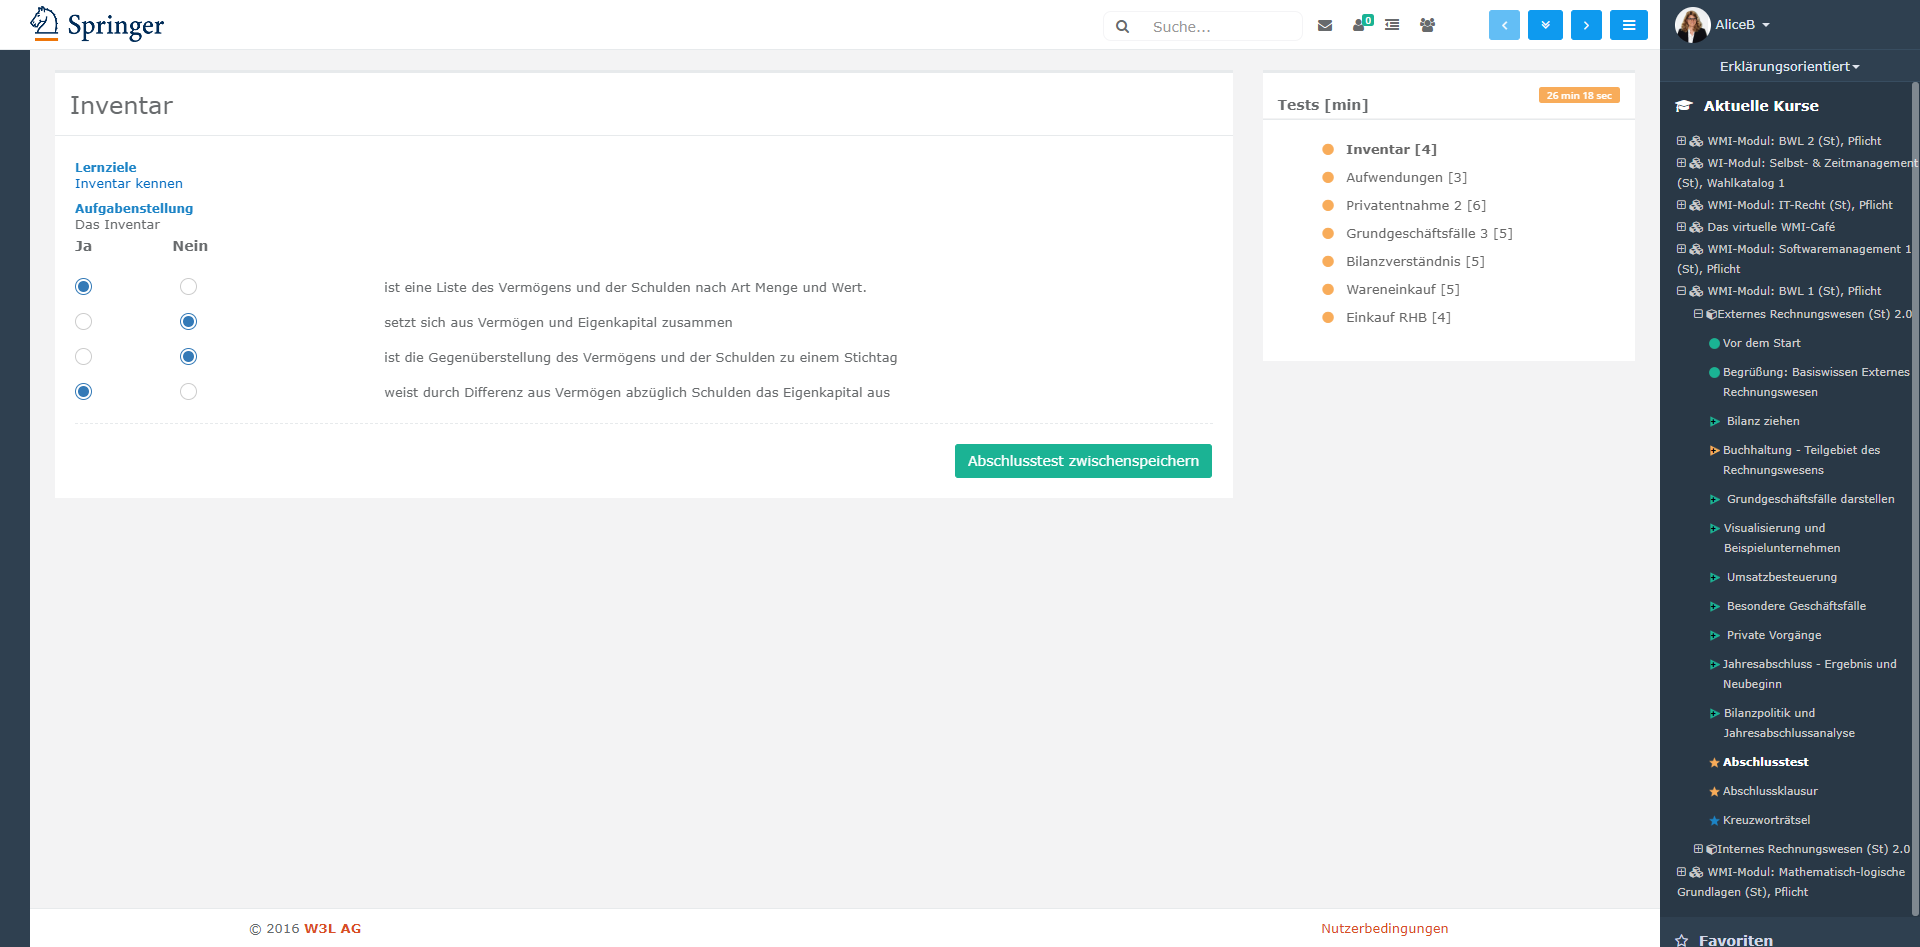 Springer
Suche...
0
Inventar
Lernziele
Inventar kennen
Aufgabenstellung
Das Inventar
Ja Nein
ist eine Liste des Vermögens und der Schulden nach Art Menge und Wert.
setzt sich aus Vermögen und Eigenkapital zusammen
ist die Gegenüberstellung des Vermögens und der Schulden zu einem Stichtag
weist durch Differenz aus Vermögen abzüglich Schulden das Eigenkapital aus
Abschlusstest zwischenspeichern
Tests [min]
26 min 18 sec
Inventar [4]
Aufwendungen [3]
Privatentnahme 2 [6]
Grundgeschäftsfälle 3 [5]
Bilanzverständnis [5]
Wareneinkauf [5]
Einkauf RHB [4]
AliceB
Erklärungsorientiert
Aktuelle Kurse
WMI-Modul: BWL 2 (St), Pflicht
WI-Modul: Selbst- & Zeitmanagement
(St), Wahlkatalog 1
WMI-Modul: IT-Recht (St), Pflicht
Das virtuelle WMI-Café
WMI-Modul: Softwaremanagement 1
(St), Pflicht
WMI-Modul: BWL 1 (St), Pflicht
Externes Rechnungswesen (St) 2.0
Vor dem Start
Begrüßung: Basiswissen Externes
Rechnungswesen
Bilanz ziehen
Buchhaltung - Teilgebiet des
Rechnungswesens
Grundgeschäftsfälle darstellen
Visualisierung und
Beispielunternehmen
Umsatzbesteuerung
Besondere Geschäftsfälle
Private Vorgänge
Jahresabschluss - Ergebnis und
Neubeginn
Bilanzpolitik und
Jahresabschlussanalyse
Abschlusstest
Abschlussklausur
Kreuzworträtsel
Internes Rechnungswesen (St) 2.0
WMI-Modul: Mathematisch-logische
Grundlagen (St), Pflicht
Favoriten
© 2016 W3L AG
Nutzerbedingungen